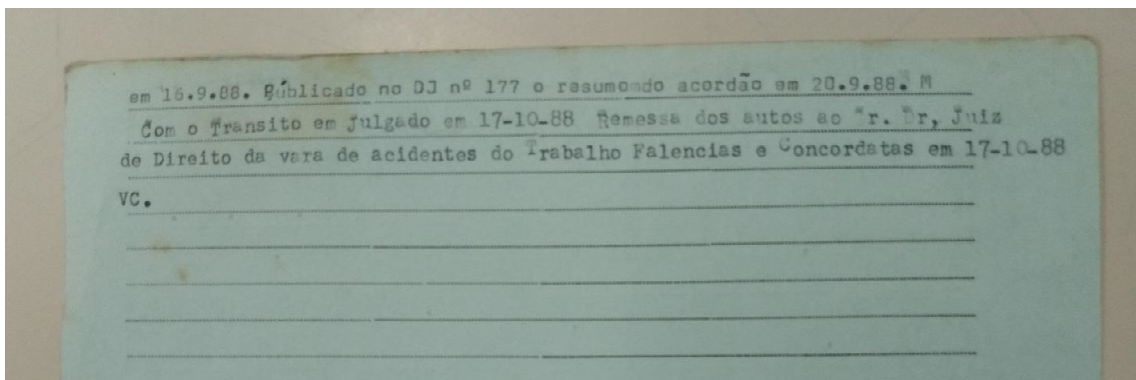 em 16.9.88. Públicado no DJ nº 177 o resumo do acordão em 20.9.88. M
Com o Transito em Julgado em 17-10-88 Remessa dos autos ao Dr, Juiz
de Direito da vara de acidentes do Trabalho Falencias e Concordatas em 17-10-88
VC.